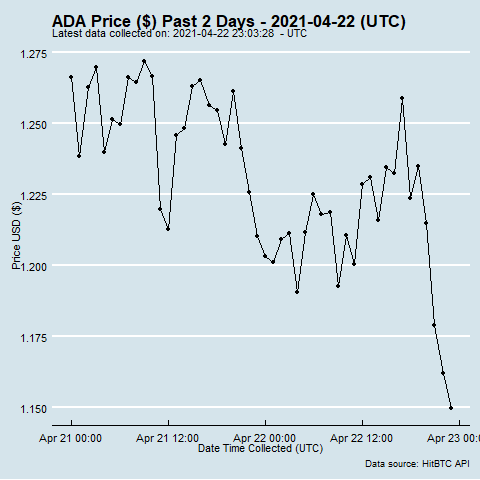 ADA Price ($) Past 2 Days - 2021-04-22 (UTC)
Latest data collected on: 2021-04-22 23:03:28  - UTC
1.275
1.250
1.225
1.200
1.175
1.150
Price USD ($)
Apr 21 00:00
Apr 21 12:00
Apr 22 00:00
Apr 22 12:00
Apr 23 00:
Date Time Collected (UTC)
Data source: HitBTC API